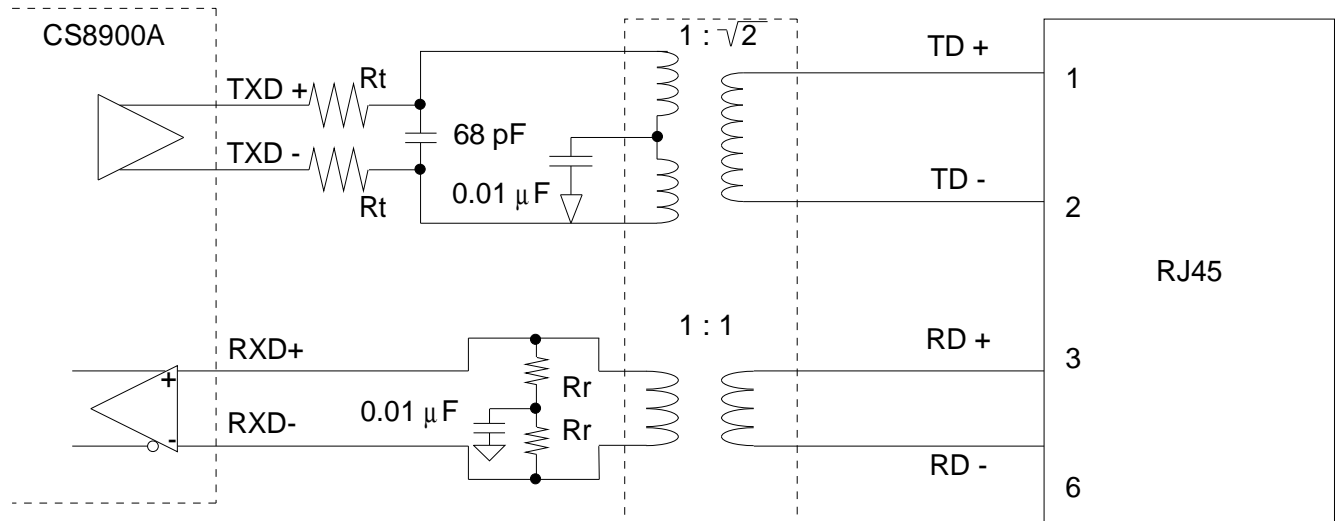 CS8900A
1 : √2
TD +
TXD +
Rt
1
68 pF
TXD -
Rt
0.01 µF
TD -
2
RJ45
1 : 1
RXD+
RD +
3
+
Rr
0.01 µF
RXD-
Rr
-
RD -
6